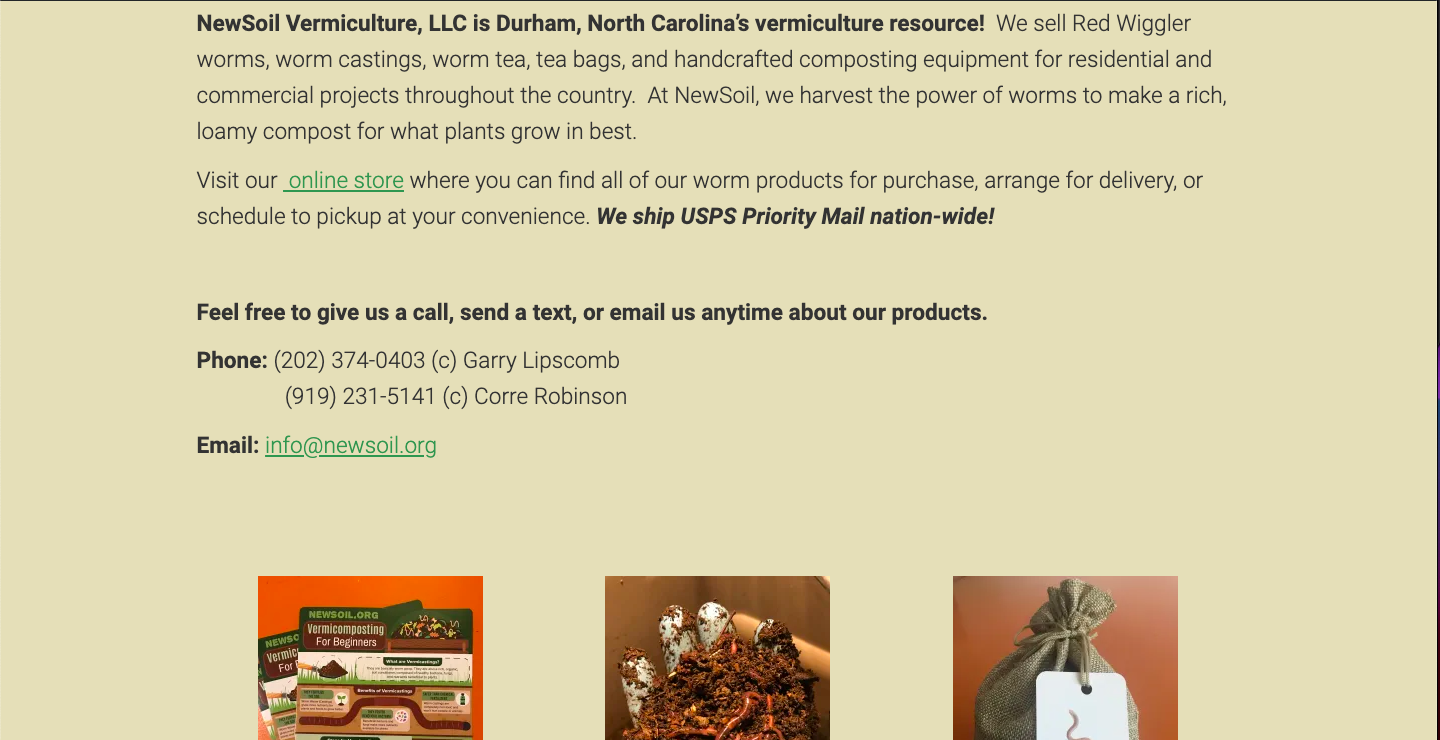 NewSoil Vermiculture, LLC is Durham, North Carolina’s vermiculture resource!  We sell Red Wiggler
worms, worm castings, worm tea, tea bags, and handcrafted composting equipment for residential and
commercial projects throughout the country.  At NewSoil, we harvest the power of worms to make a rich,
loamy compost for what plants grow in best.
Visit our  online store where you can find all of our worm products for purchase, arrange for delivery, or
schedule to pickup at your convenience. We ship USPS Priority Mail nation-wide!
Feel free to give us a call, send a text, or email us anytime about our products.
Phone: (202) 374-0403 (c) Garry Lipscomb
(919) 231-5141 (c) Corre Robinson
Email: info@newsoil.org
NEWSOIL.ORG
Vermicomposting
For Beginners
What are Vermicastings?
Benefits of Vermicastings